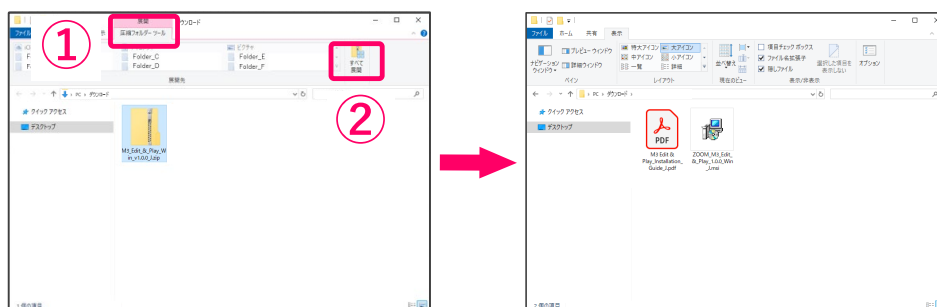 展開
ダウンロード
ファイル
圧縮フォルダー ツール
①
Folder_C
Folder_E
Folder_D
Folder_F
すべて
展開
展開先
②
PC
ダウンロード
クイック アクセス
デスクトップ
M3_Edit_&_Play_W
in_v1.0.0_J.zip
ファイル
ホーム
共有
表示
ナビゲーション
ウィンドウ
プレビュー ウィンドウ
詳細ウィンドウ
ペイン
特大アイコン
大アイコン
中アイコン
小アイコン
一覧
詳細
レイアウト
並べ替え
現在のビュー
項目チェック ボックス
ファイル名拡張子
隠しファイル
選択した項目を
表示しない
表示/非表示
オプション
PC
ダウンロード
クイック アクセス
デスクトップ
PDF
M3 Edit &
Play_Installation_
Guide_J.pdf
ZOOM_M3_Edit_
&_Play_1.0.0_Win
_J.msi